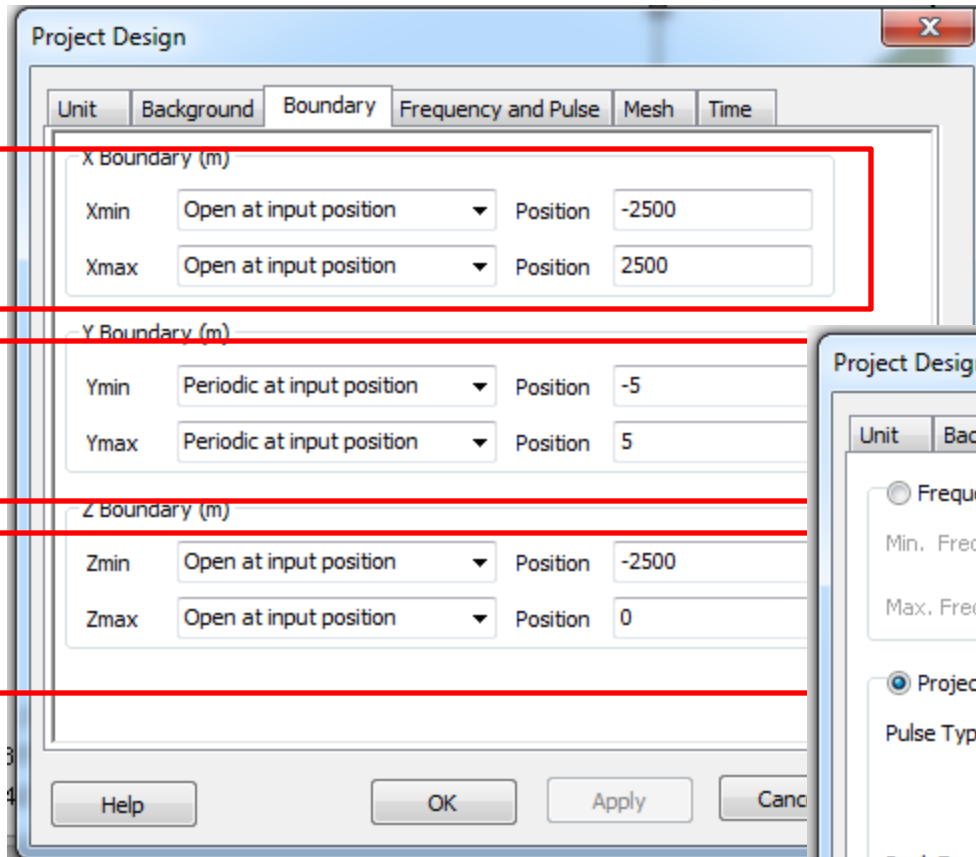 Project Design
Unit Background Boundary Frequency and Pulse Mesh Time
X Boundary (m)
Xmin Open at input position Position -2500
Xmax Open at input position Position 2500
Y Boundary (m)
Ymin Periodic at input position Position -5
Ymax Periodic at input position Position 5
Z Boundary (m)
Zmin Open at input position Position -2500
Zmax Open at input position Position 0
Help OK Apply Canc
Project Desig
Unit Bac
Frequ
Min. Fre
Max. Fre
Projec
Pulse Typ